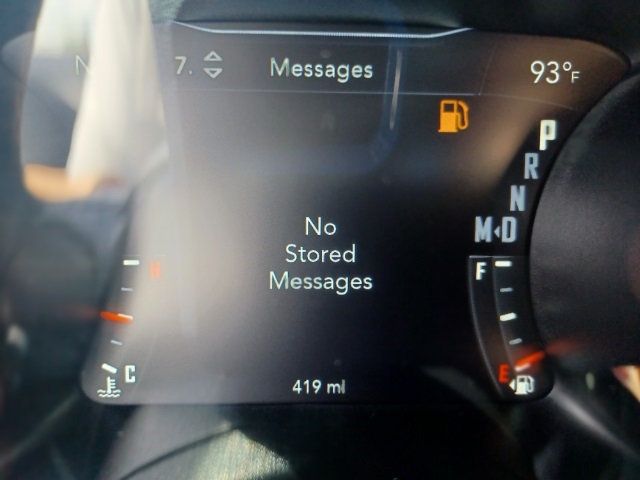 N 7. Messages 93°F
P
R
N
M◂D
No
Stored
Messages
H
F
C
E
419 mi